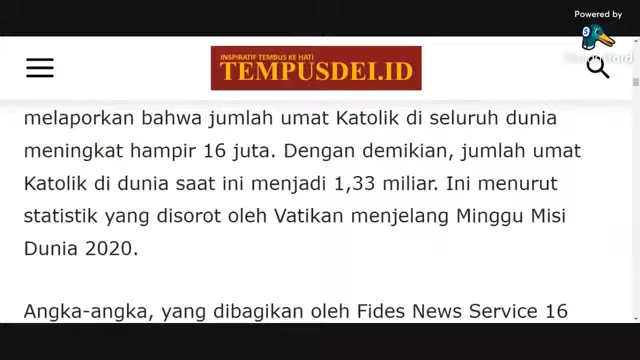 Powered by
INSPIRATIF TEMBUS KE HATI
TEMPUSDEI.ID
melaporkan bahwa jumlah umat Katolik di seluruh dunia
meningkat hampir 16 juta. Dengan demikian, jumlah umat
Katolik di dunia saat ini menjadi 1,33 miliar. Ini menurut
statistik yang disorot oleh Vatikan menjelang Minggu Misi
Dunia 2020.
Angka-angka, yang dibagikan oleh Fides News Service 16